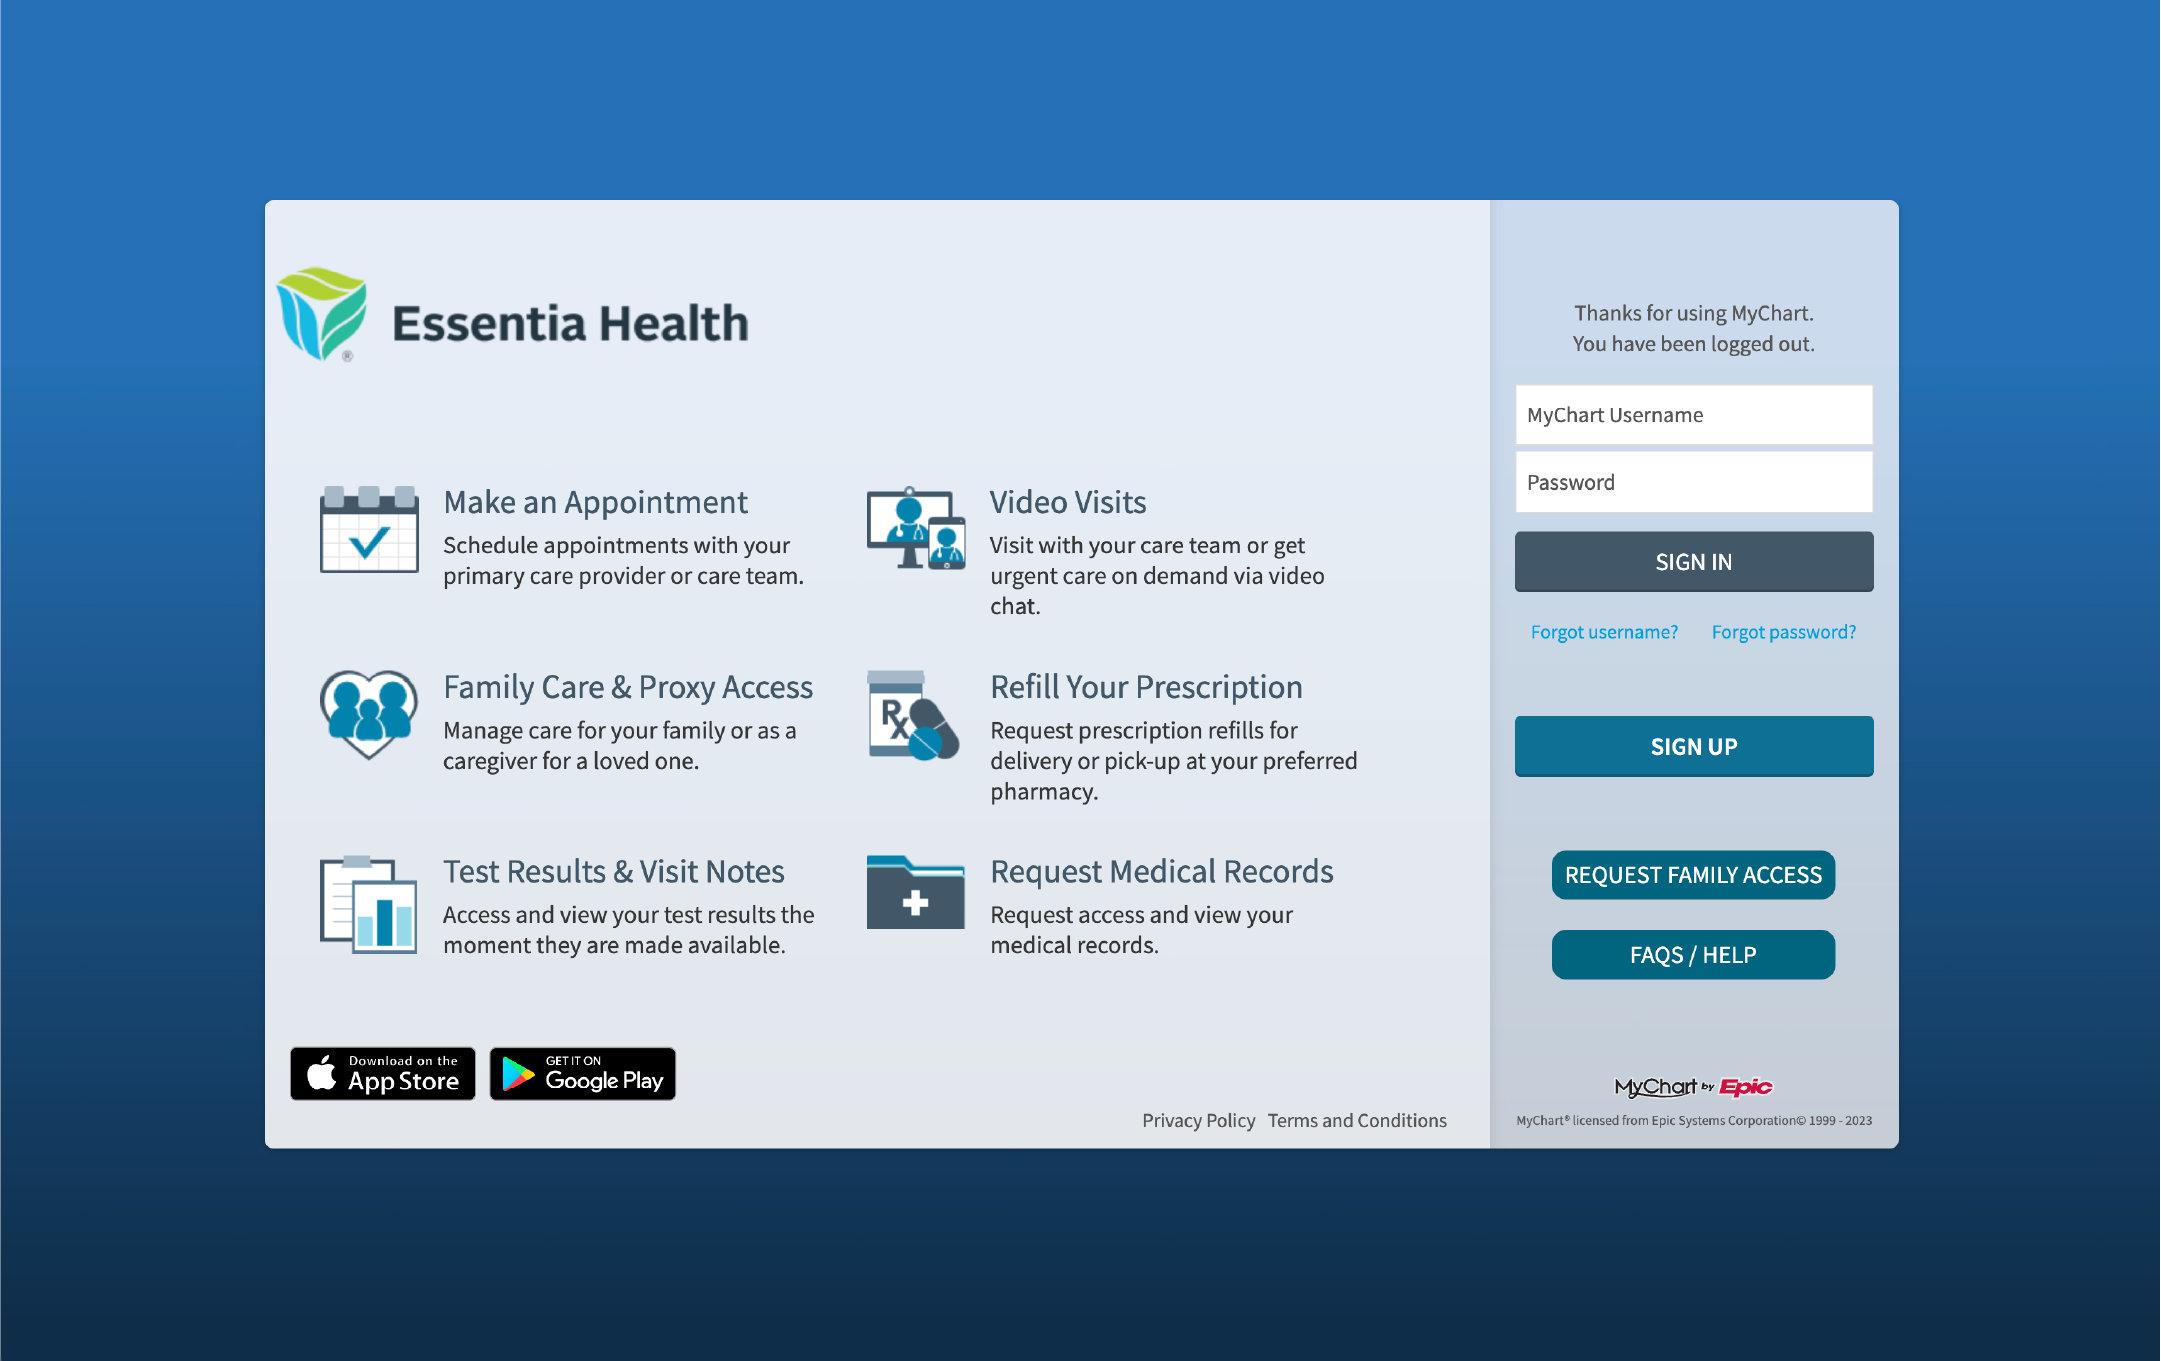 Essentia Health
®
Make an Appointment
Schedule appointments with your
primary care provider or care team.
Video Visits
Visit with your care team or get
urgent care on demand via video
chat.
Family Care & Proxy Access
Manage care for your family or as a
caregiver for a loved one.
Refill Your Prescription
Request prescription refills for
delivery or pick-up at your preferred
pharmacy.
Rx
Test Results & Visit Notes
Access and view your test results the
moment they are made available.
Request Medical Records
Request access and view your
medical records.
Download on the
App Store
GET IT ON
Google Play
Privacy Policy Terms and Conditions
Thanks for using MyChart.
You have been logged out.
MyChart Username
Password
SIGN IN
Forgot username? Forgot password?
SIGN UP
REQUEST FAMILY ACCESS
FAQS / HELP
MyChart by Epic
MyChart® licensed from Epic Systems Corporation© 1999 - 2023